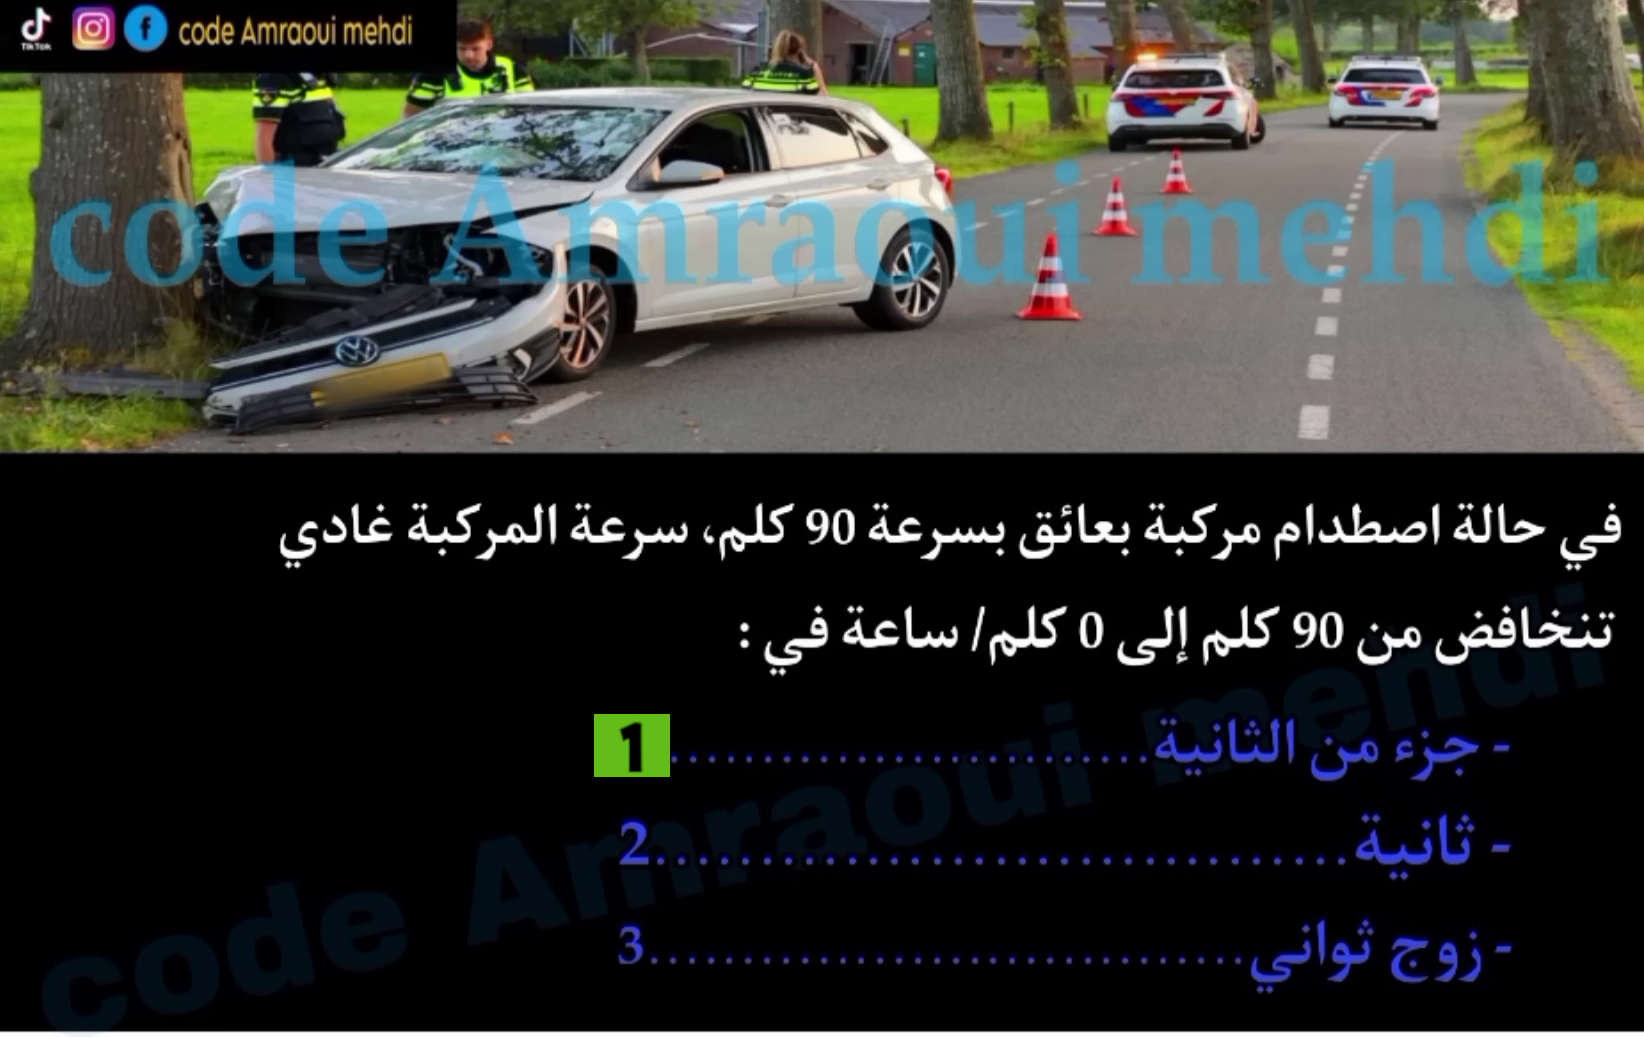 TikTok
code Amraoui mehdi
code Amraoui mehdi
في حالة اصطدام مركبة بعائق بسرعة 90 كلم، سرعة المركبة غادي
تنخافض من 90 كلم إلى 0 كلم/ ساعة في :
- جزء من الثانية........................1
- ثانية.................................2
- زوج ثواني............................3
code Amraoui mehdi